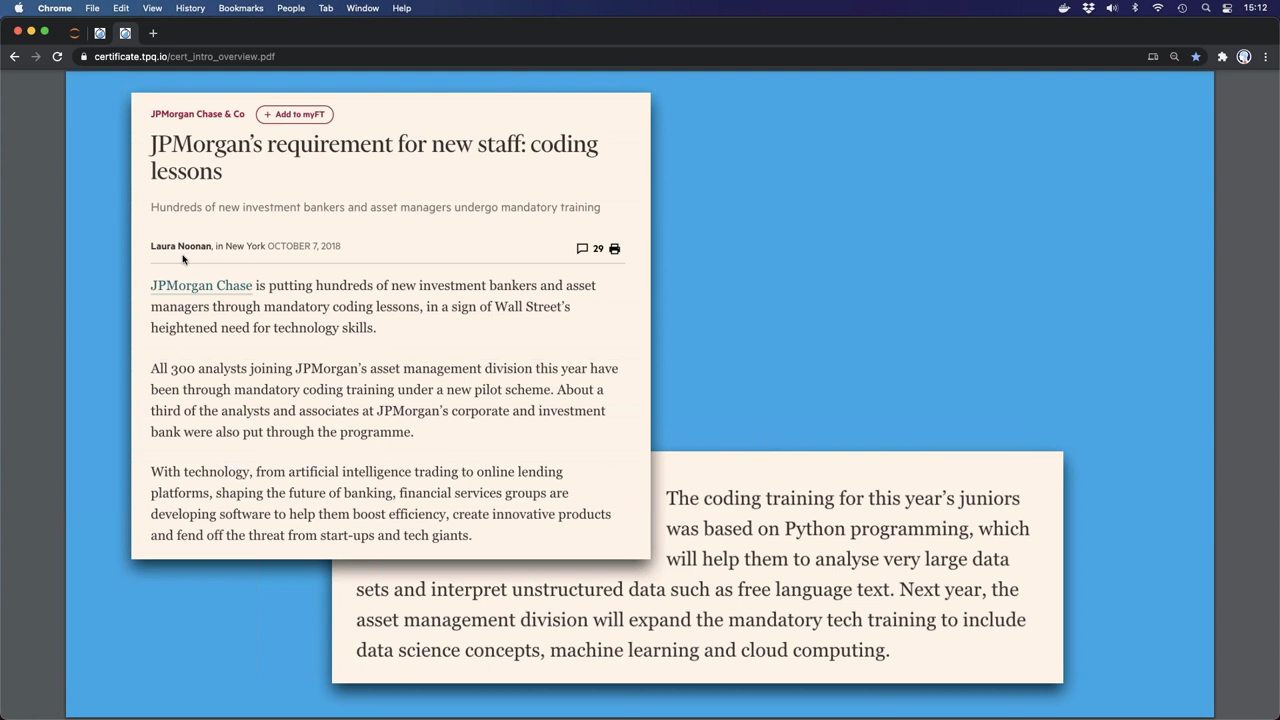 Chrome File Edit View History Bookmarks People Tab Window Help 15:12
certificate.tpq.io/cert_intro_overview.pdf
JPMorgan Chase & Co + Add to myFT
JPMorgan's requirement for new staff: coding
lessons
Hundreds of new investment bankers and asset managers undergo mandatory training
Laura Noonan, in New York OCTOBER 7, 2018 29
JPMorgan Chase is putting hundreds of new investment bankers and asset
managers through mandatory coding lessons, in a sign of Wall Street's
heightened need for technology skills.
All 300 analysts joining JPMorgan's asset management division this year have
been through mandatory coding training under a new pilot scheme. About a
third of the analysts and associates at JPMorgan's corporate and investment
bank were also put through the programme.
With technology, from artificial intelligence trading to online lending
platforms, shaping the future of banking, financial services groups are
developing software to help them boost efficiency, create innovative products
and fend off the threat from start-ups and tech giants.
The coding training for this year's juniors
was based on Python programming, which
will help them to analyse very large data
sets and interpret unstructured data such as free language text. Next year, the
asset management division will expand the mandatory tech training to include
data science concepts, machine learning and cloud computing.